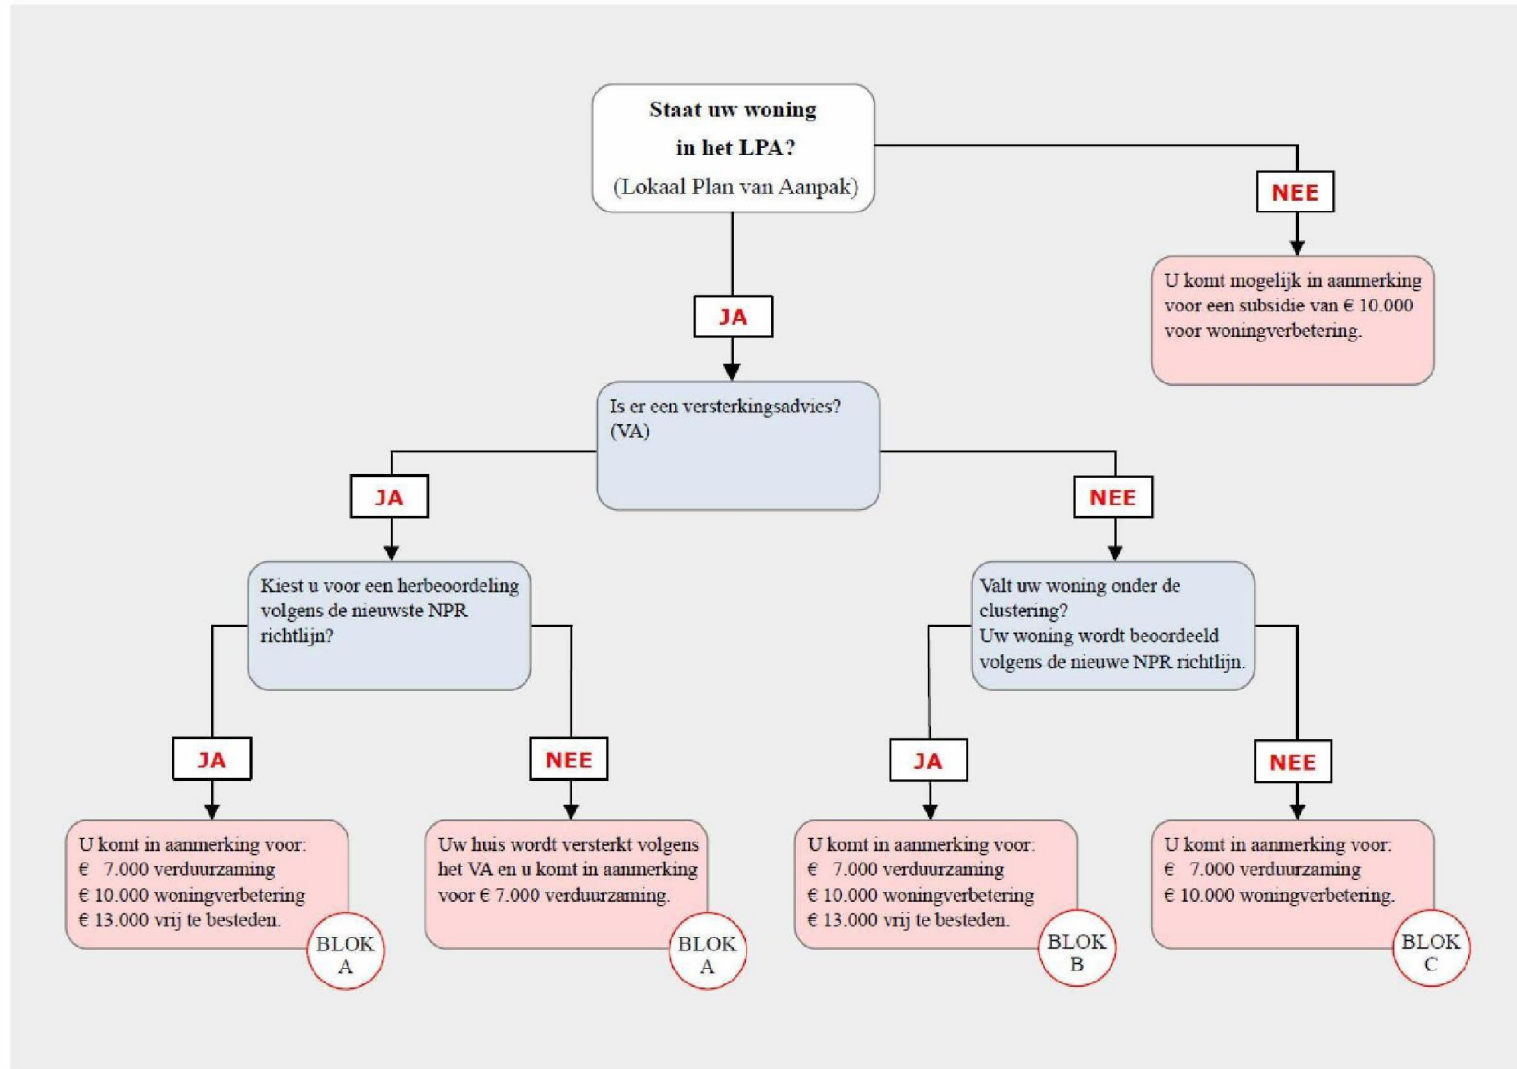 Staat uw woning
in het LPA?
(Lokaal Plan van Aanpak)
NEE
U komt mogelijk in aanmerking
voor een subsidie van € 10.000
voor woningverbetering.
JA
Is er een versterkingsadvies?
(VA)
JA
NEE
Kiest u voor een herbeoordeling
volgens de nieuwste NPR
richtlijn?
Valt uw woning onder de
clustering?
Uw woning wordt beoordeeld
volgens de nieuwe NPR richtlijn.
JA
NEE
JA
NEE
U komt in aanmerking voor:
€ 7.000 verduurzaming
€ 10.000 woningverbetering
€ 13.000 vrij te besteden.
BLOK
A
Uw huis wordt versterkt volgens
het VA en u komt in aanmerking
voor € 7.000 verduurzaming.
BLOK
A
U komt in aanmerking voor:
€ 7.000 verduurzaming
€ 10.000 woningverbetering
€ 13.000 vrij te besteden.
BLOK
B
U komt in aanmerking voor:
€ 7.000 verduurzaming
€ 10.000 woningverbetering.
BLOK
C